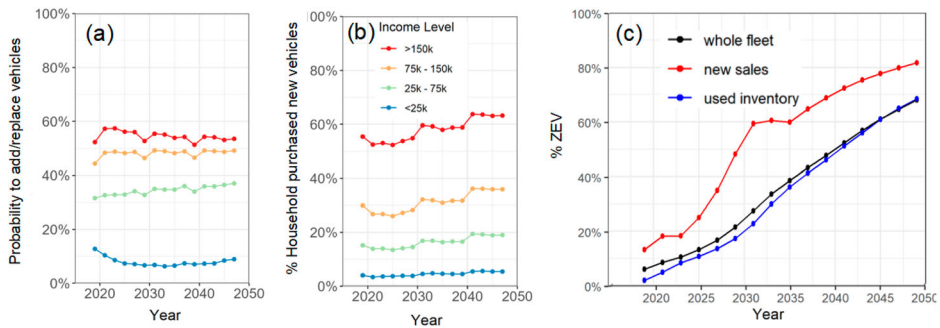 (a)
Probability to add/replace vehicles
100%
80%
60%
40%
20%
0%
2020
2030
2040
2050
Year
(b)
% Household purchased new vehicles
00%
80%
60%
40%
20%
0%
Income Level
>150k
75k - 150k
25k - 75k
<25k
2020
2030
2040
2050
Year
(c)
% ZEV
100%
80%
60%
40%
20%
0%
whole fleet
new sales
used inventory
2020
2025
2030
2035
2040
2045
2050
Year